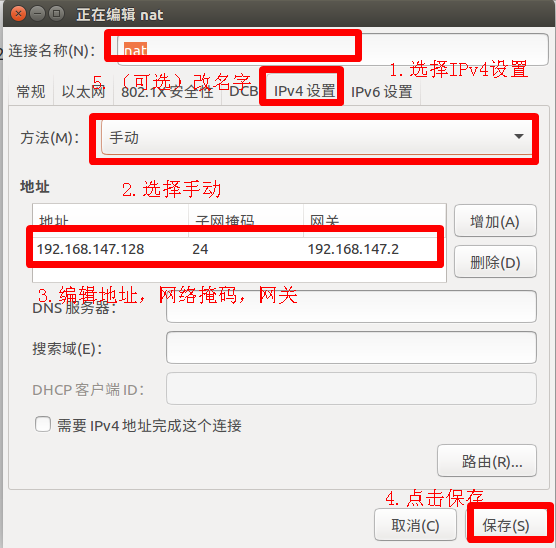 正在编辑 nat
连接名称(N): nat
5. （可选）改名字
1.选择IPv4设置
常规 以太网 802.1X 安全性 DCB IPv4 设置 IPv6 设置
方法(M)： 手动
2.选择手动
地址
地址 子网掩码 网关
增加(A)
192.168.147.128 24 192.168.147.2
删除(D)
3.编辑地址，网络掩码，网关
DNS 服务器：
搜索域(E)：
DHCP 客户端 ID：
需要 IPv4 地址完成这个连接
路由(R)...
4.点击保存
取消(C) 保存(S)